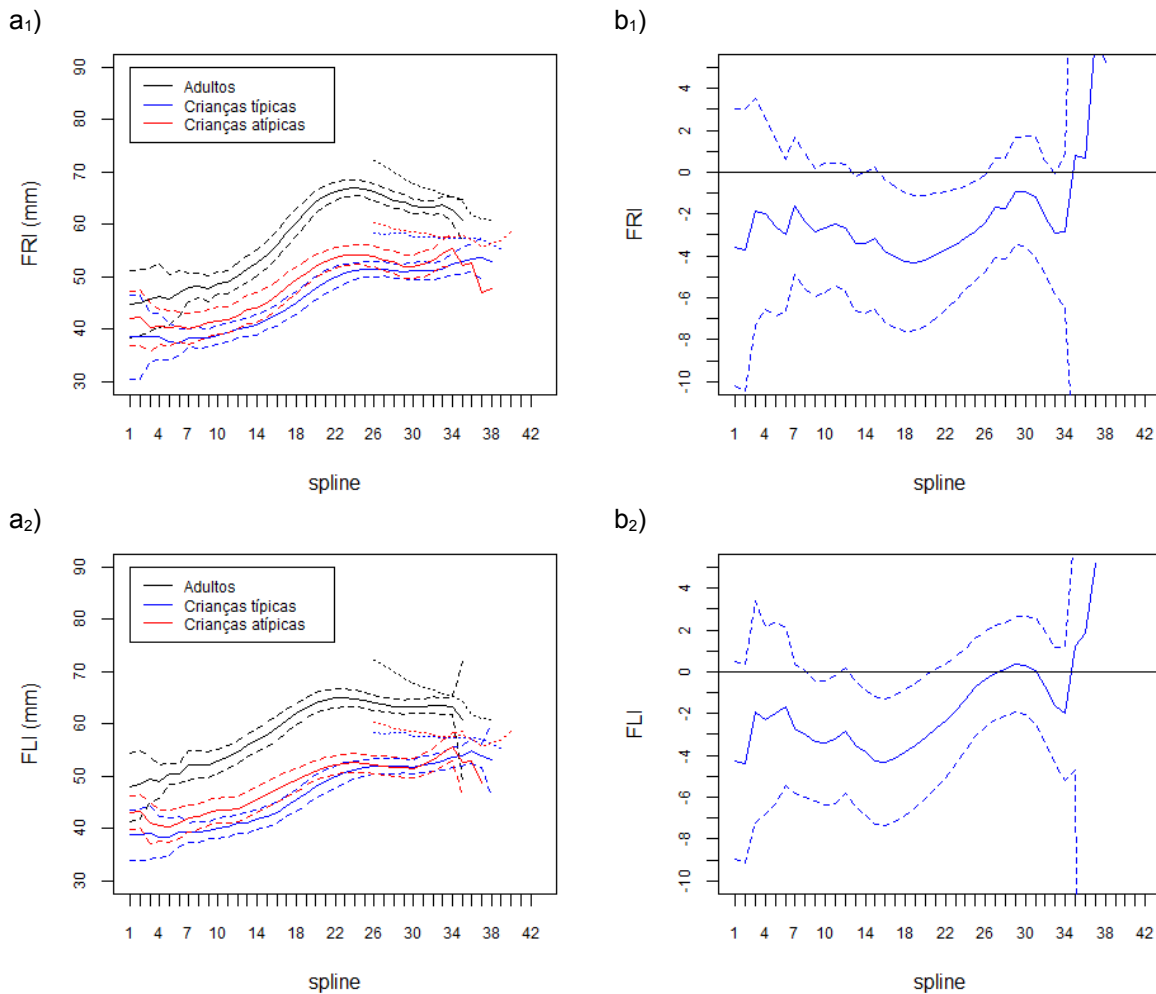 a₁)
b₁)
FRI (mm)
90
80
70
60
50
40
30
Adultos
Crianças típicas
Crianças atípicas
1 4 7 10 14 18 22 26 30 34 38 42
spline
FRI
4
2
0
-2
-4
-6
-8
-10
1 4 7 10 14 18 22 26 30 34 38 42
spline
a₂)
b₂)
FLI (mm)
90
80
70
60
50
40
30
Adultos
Crianças típicas
Crianças atípicas
1 4 7 10 14 18 22 26 30 34 38 42
spline
FLI
4
2
0
-2
-4
-6
-8
-10
1 4 7 10 14 18 22 26 30 34 38 42
spline